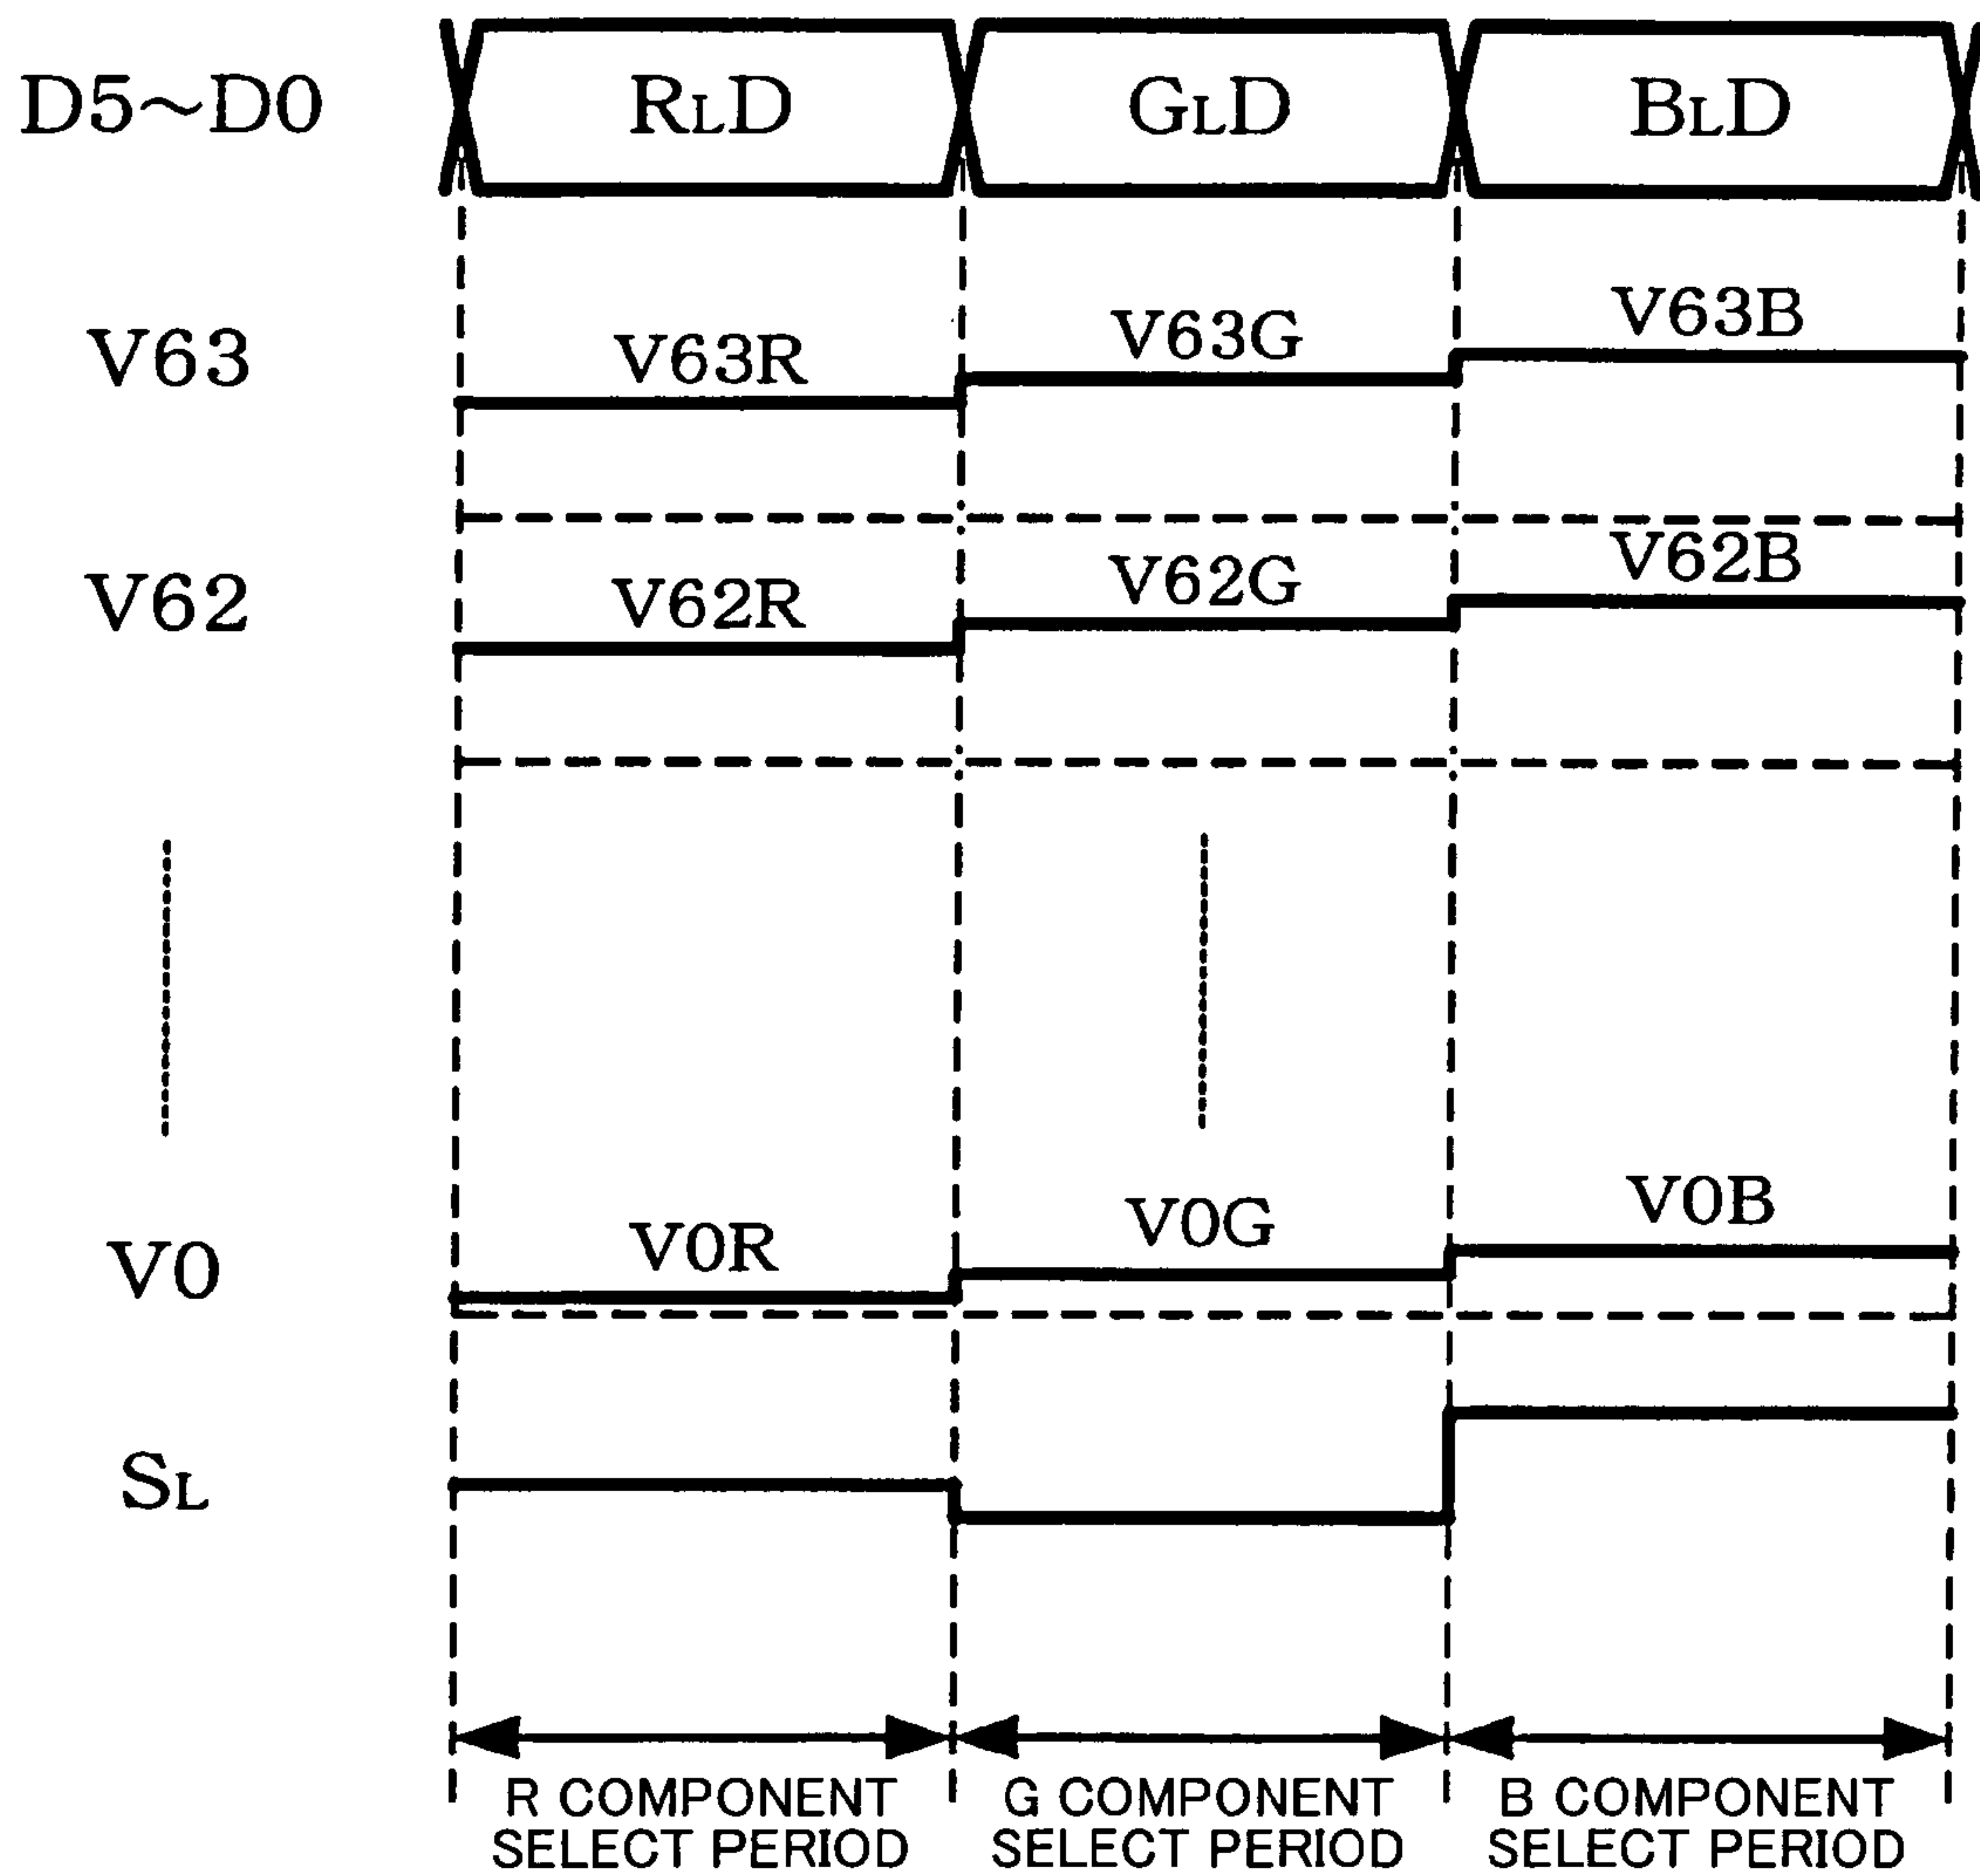 D5～D0 RLD GLD BLD
V63 V63R V63G V63B
V62 V62R V62G V62B
V0 V0R V0G V0B
SL
R COMPONENT SELECT PERIOD
G COMPONENT SELECT PERIOD
B COMPONENT SELECT PERIOD